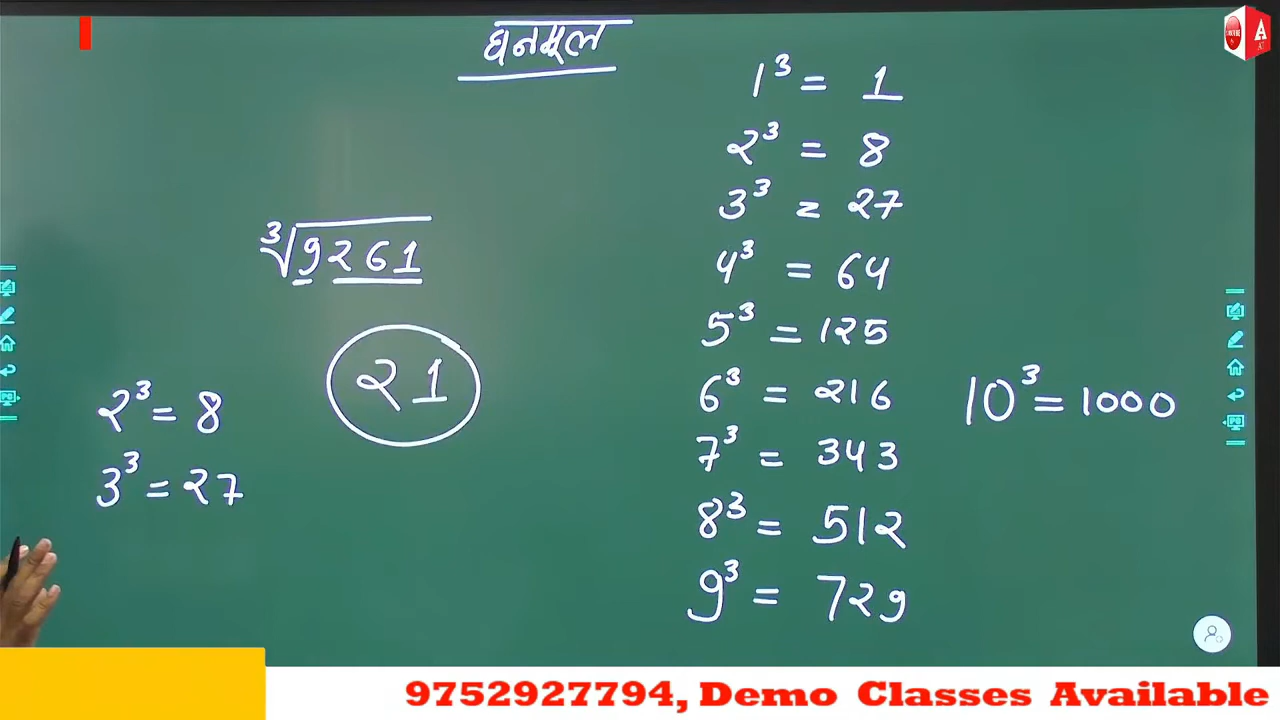 घनमूल
∛9261
21
2³ = 8
3³ = 27
1³ = 1
2³ = 8
3³ = 27
4³ = 64
5³ = 125
6³ = 216
7³ = 343
8³ = 512
9³ = 729
10³ = 1000
9752927794, Demo Classes Available